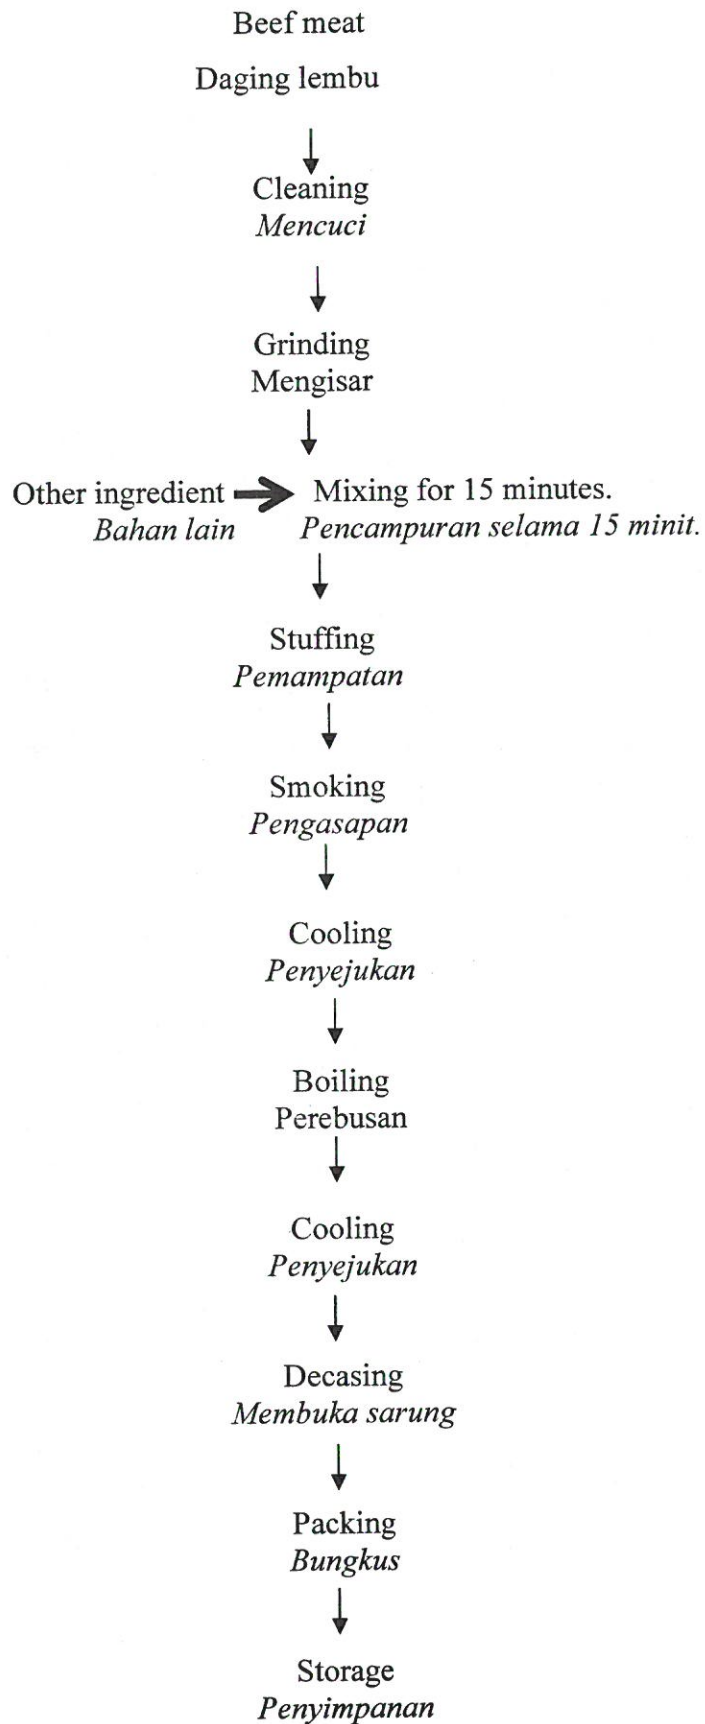 Beef meat
Daging lembu
Cleaning
Mencuci
Grinding
Mengisar
Other ingredient Mixing for 15 minutes.
Bahan lain Pencampuran selama 15 minit.
Stuffing
Pemampatan
Smoking
Pengasapan
Cooling
Penyejukan
Boiling
Perebusan
Cooling
Penyejukan
Decasing
Membuka sarung
Packing
Bungkus
Storage
Penyimpanan